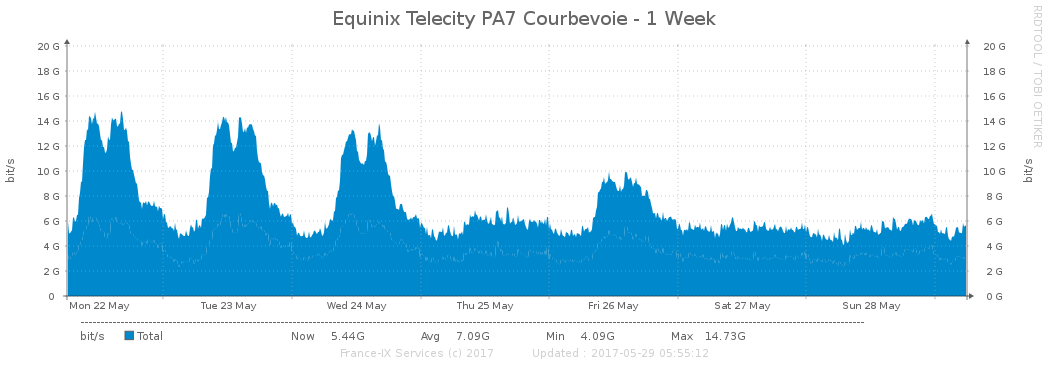 Equinix Telecity PA7 Courbevoie - 1 Week
RRDTOOL / TOBI OETIKER
20 G 20 G
18 G 18 G
16 G 16 G
14 G 14 G
12 G 12 G
10 G 10 G
8 G 8 G
6 G 6 G
4 G 4 G
2 G 2 G
0 0 G
bit/s bit/s
Mon 22 May Tue 23 May Wed 24 May Thu 25 May Fri 26 May Sat 27 May Sun 28 May
bit/s Total Now 5.44G Avg 7.09G Min 4.09G Max 14.73G
France-IX Services (c) 2017 Updated : 2017-05-29 05:55:12